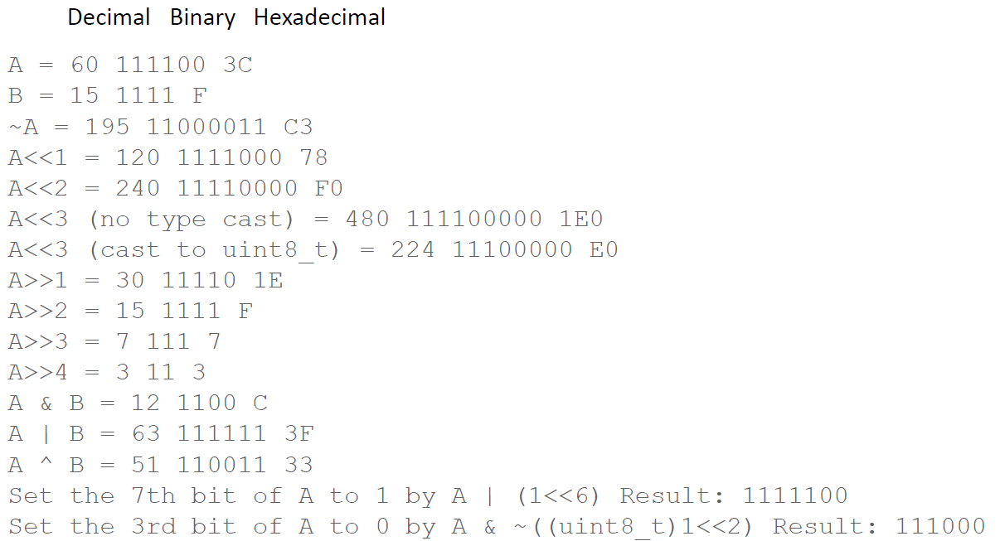 Decimal Binary Hexadecimal
A = 60 111100 3C
B = 15 1111 F
~A = 195 11000011 C3
A<<1 = 120 1111000 78
A<<2 = 240 11110000 F0
A<<3 (no type cast) = 480 111100000 1E0
A<<3 (cast to uint8_t) = 224 11100000 E0
A>>1 = 30 11110 1E
A>>2 = 15 1111 F
A>>3 = 7 111 7
A>>4 = 3 11 3
A & B = 12 1100 C
A | B = 63 111111 3F
A ^ B = 51 110011 33
Set the 7th bit of A to 1 by A | (1<<6) Result: 1111100
Set the 3rd bit of A to 0 by A & ~((uint8_t)1<<2) Result: 111000